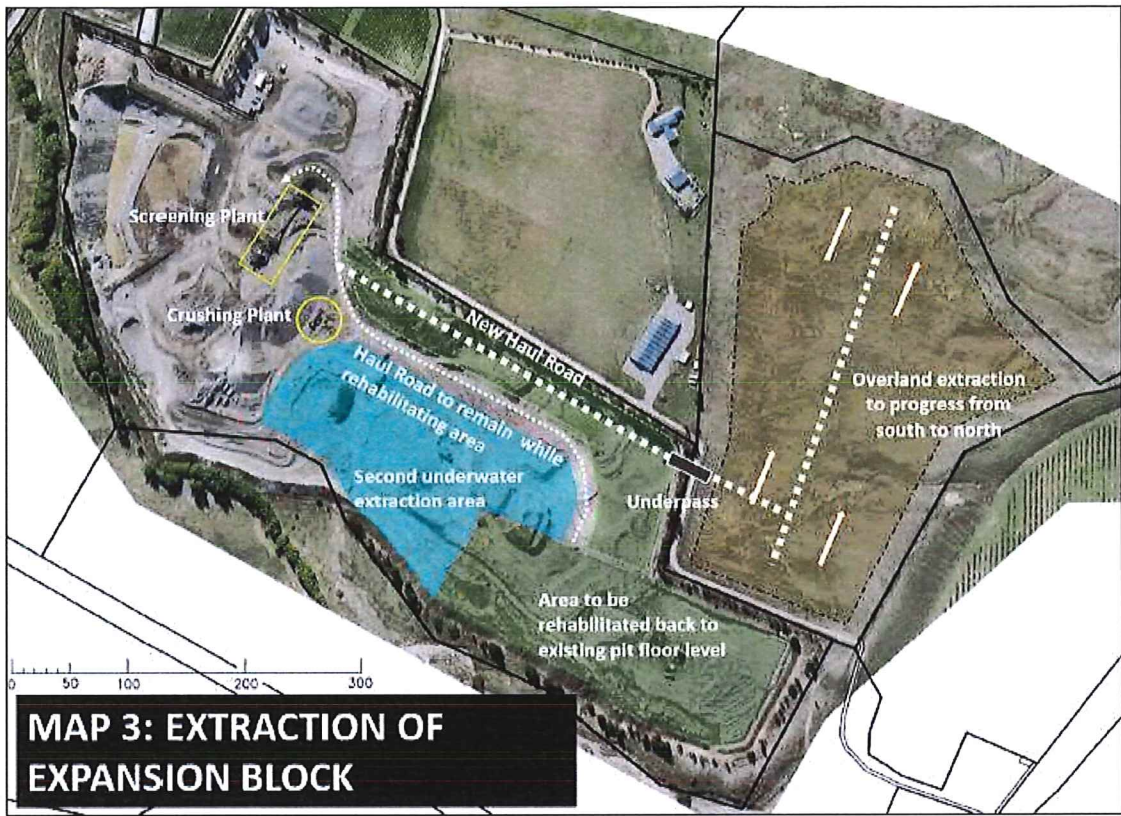 Screening Plant
Crushing Plant
New Haul Road
Haul Road to remain while
rehabilitating area
Second underwater
extraction area
Underpass
Overland extraction
to progress from
south to north
Area to be
rehabilitated back to
existing pit floor level
0 50 100 200 300
MAP 3: EXTRACTION OF
EXPANSION BLOCK